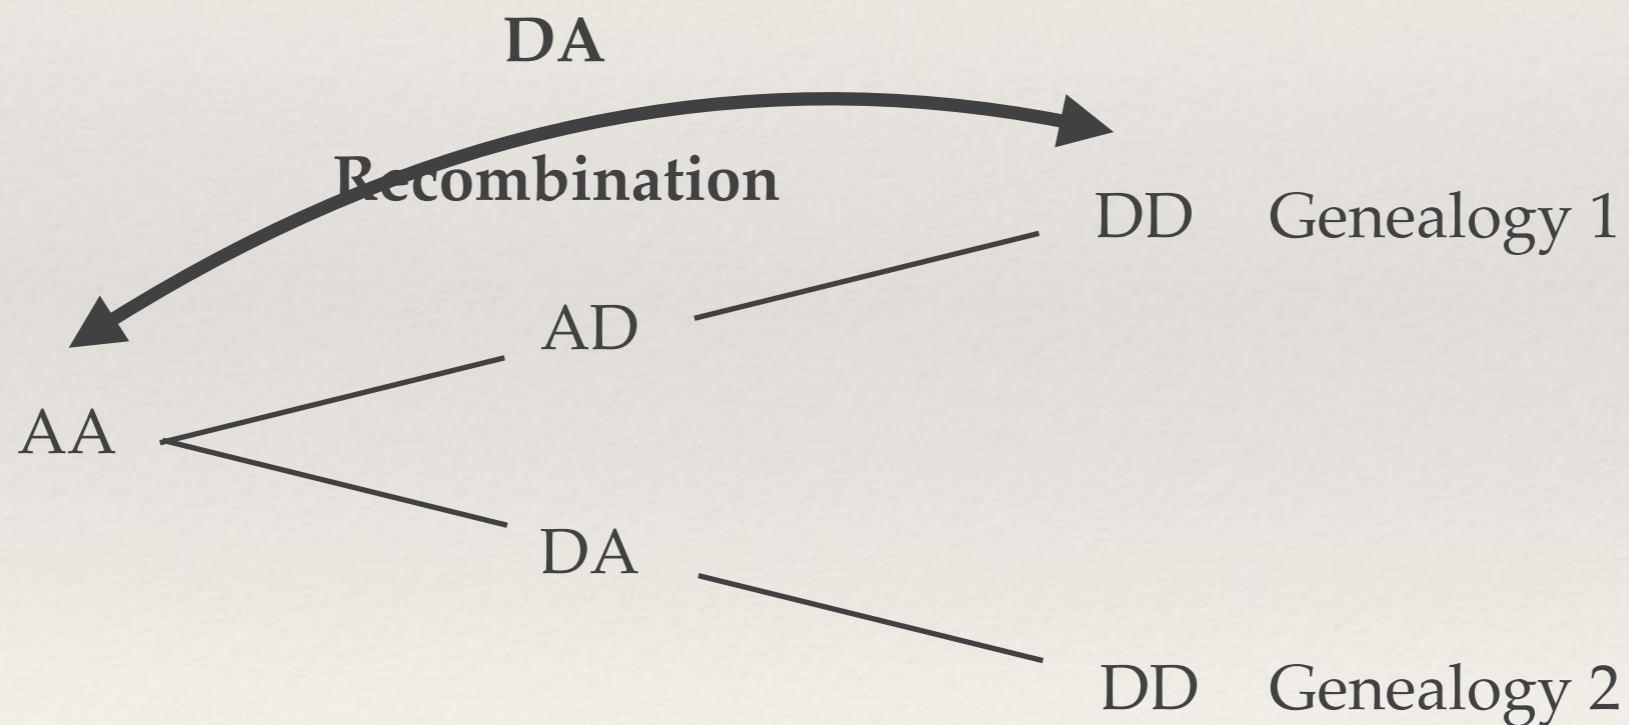 DA
Recombination
DD Genealogy 1
AD
AA
DA
DD Genealogy 2